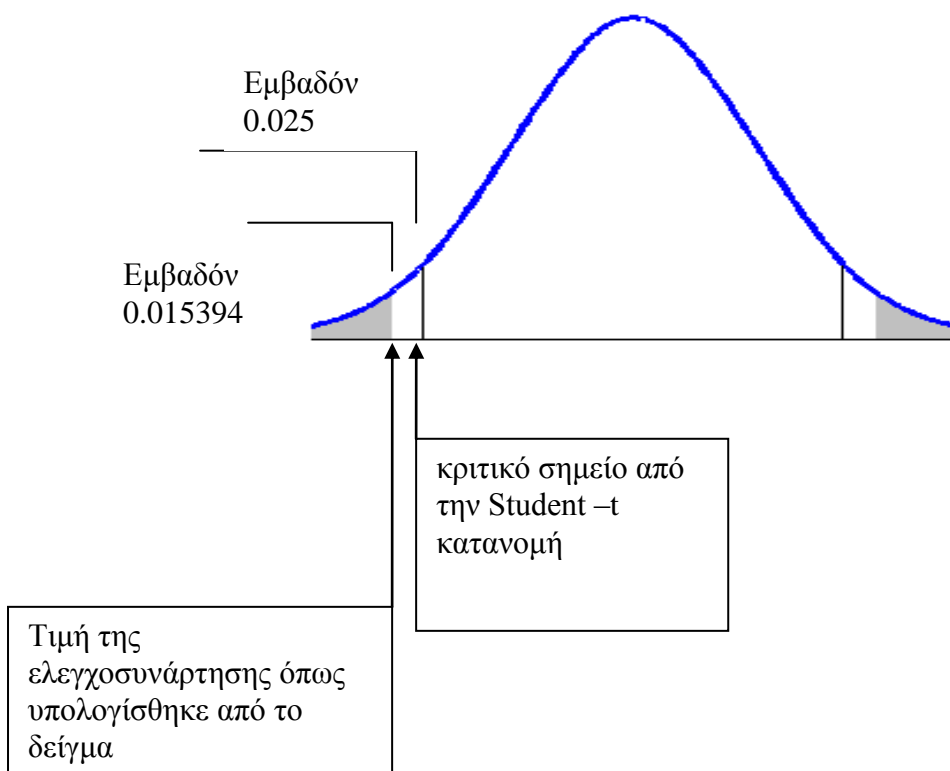 Εμβαδόν
0.025
Εμβαδόν
0.015394
κριτικό σημείο από
την Student –t
κατανομή
Τιμή της
ελεγχοσυνάρτησης όπως
υπολογίσθηκε από το
δείγμα